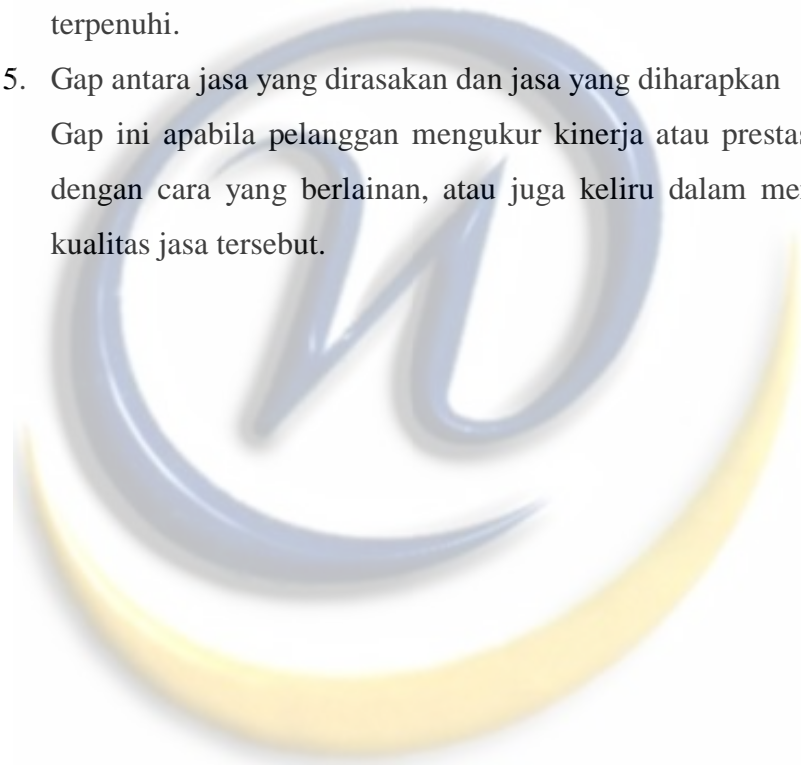 terpenuhi.
5. Gap antara jasa yang dirasakan dan jasa yang diharapkan
Gap ini apabila pelanggan mengukur kinerja atau
dengan cara yang berlainan, atau juga keliru dalam
kualitas jasa tersebut.